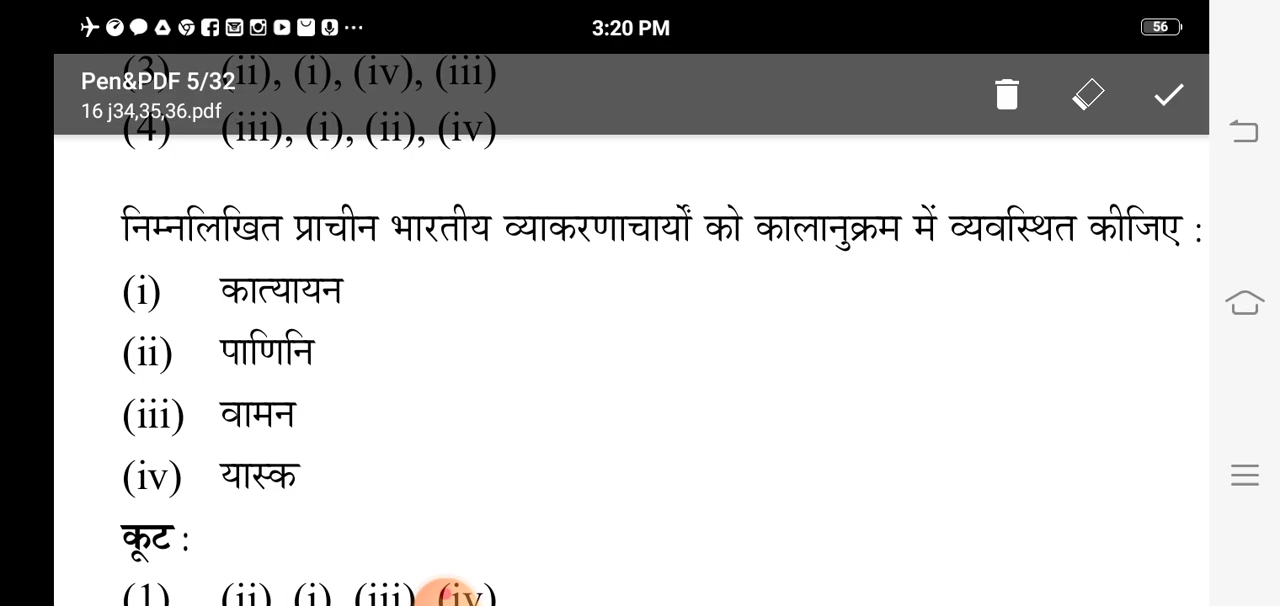 3:20 PM
56
(3) (ii), (i), (iv), (iii)
Pen&PDF 5/32
16 j34,35,36.pdf
(4) (iii), (i), (ii), (iv)
निम्नलिखित प्राचीन भारतीय व्याकरणाचार्यों को कालानुक्रम में व्यवस्थित कीजिए :
(i) कात्यायन
(ii) पाणिनि
(iii) वामन
(iv) यास्क
कूट :
(1) (ii) (i) (iii) (iv)